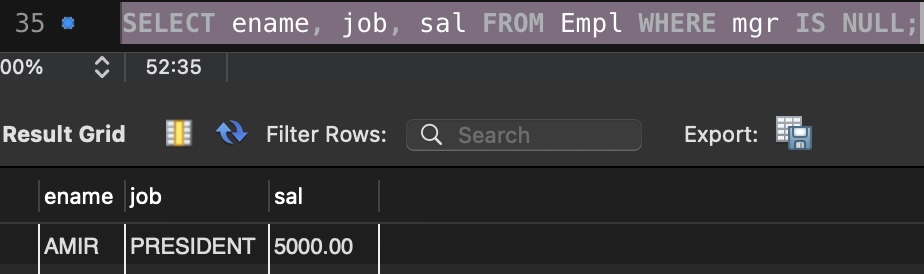 35 SELECT ename, job, sal FROM Empl WHERE mgr IS NULL;
00% 52:35
Result Grid Filter Rows: Search Export:
ename job sal
AMIR PRESIDENT 5000.00